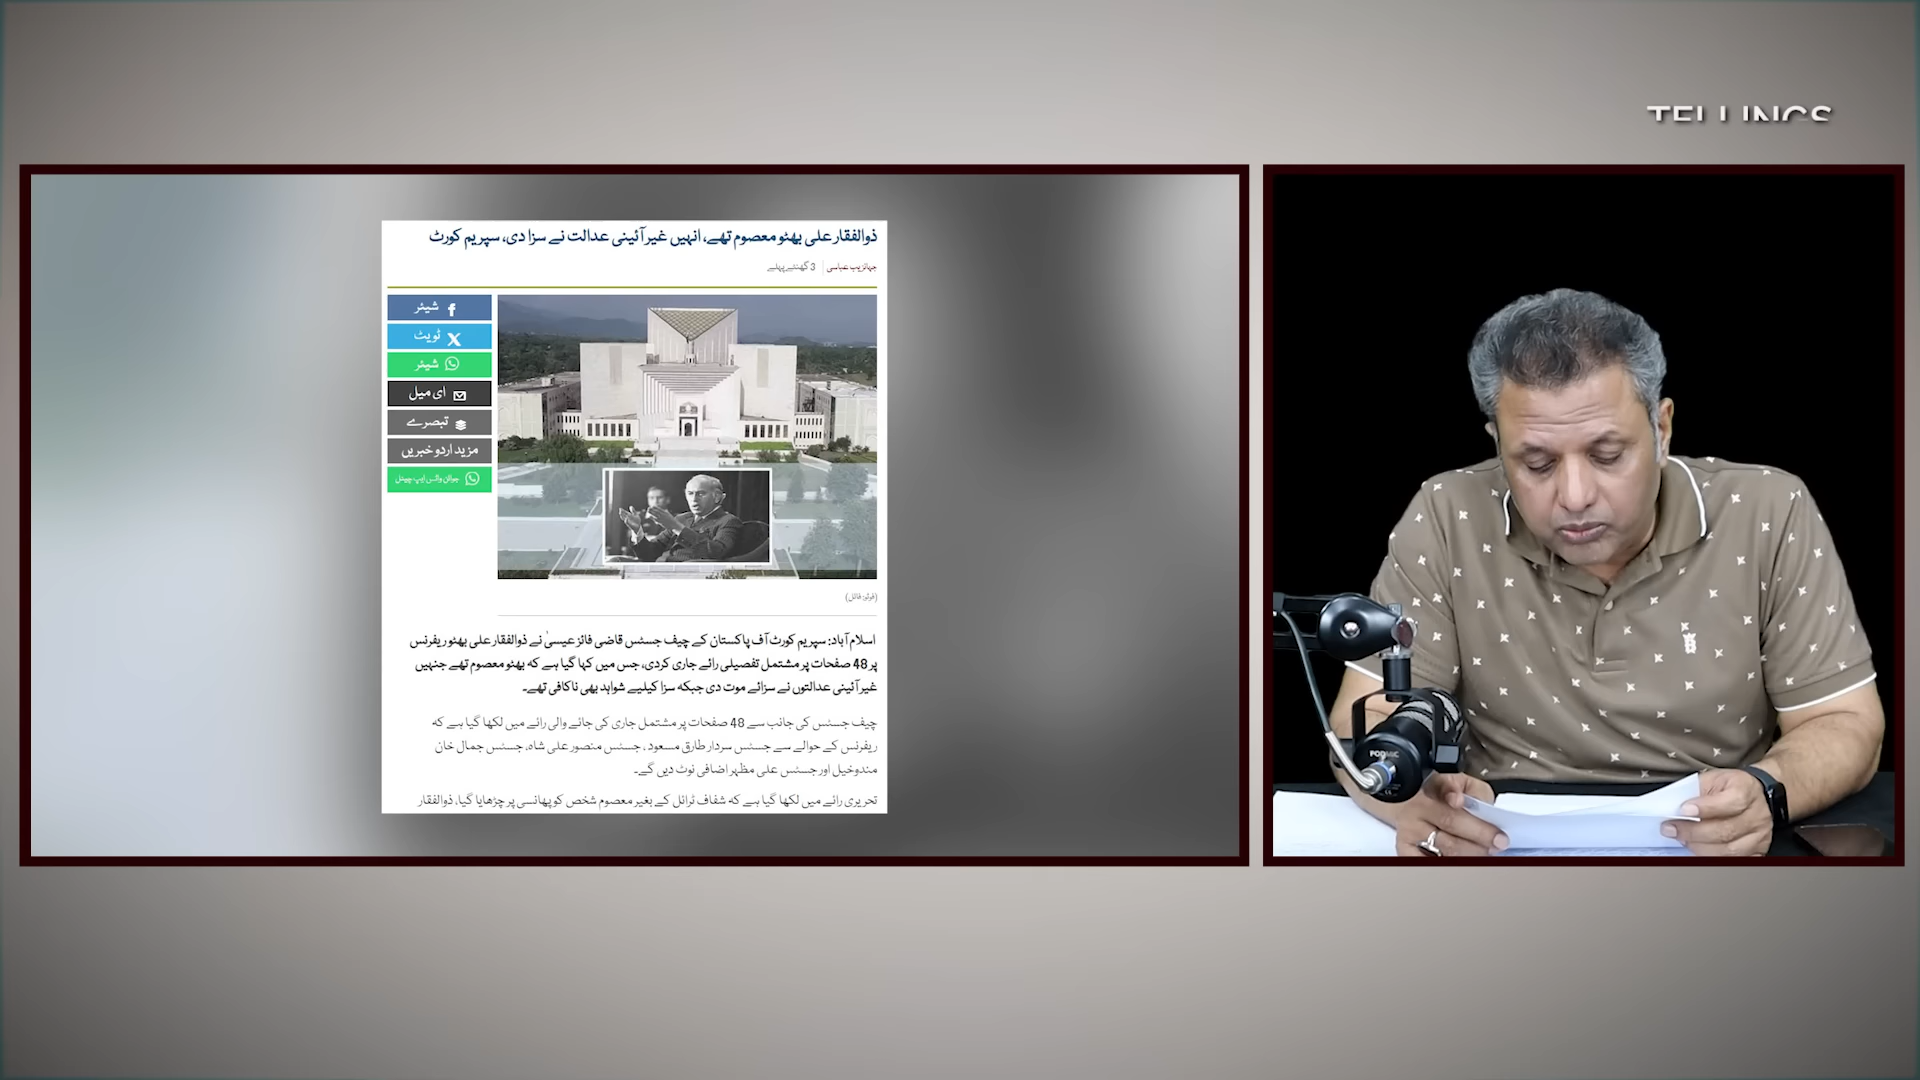 TELLINGS
ذوالفقار علی بھٹو معصوم تھے، انہیں غیر آئینی عدالت نے سزا دی، سپریم کورٹ
جہانزیب عباسی 3 گھنٹے پہلے
شیئر
ٹویٹ
شیئر
ای میل
تبصرے
مزید اردو خبریں
جوائن واٹس ایپ چینل
(فوٹو: فائل)
اسلام آباد: سپریم کورٹ آف پاکستان کے چیف جسٹس قاضی فائز عیسیٰ نے ذوالفقار علی بھٹو ریفرنس
پر 48 صفحات پر مشتمل تفصیلی رائے جاری کردی، جس میں کہا گیا ہے کہ بھٹو معصوم تھے جنہیں
غیر آئینی عدالتوں نے سزائے موت دی جبکہ سزا کیلیے شواہد بھی ناکافی تھے۔
چیف جسٹس کی جانب سے 48 صفحات پر مشتمل جاری کی جانے والی رائے میں لکھا گیا ہے کہ
ریفرنس کے حوالے سے جسٹس سردار طارق مسعود، جسٹس منصور علی شاہ، جسٹس جمال خان
مندوخیل اور جسٹس علی مظہر اضافی نوٹ دیں گے۔
تحریری رائے میں لکھا گیا ہے کہ شفاف ٹرائل کے بغیر معصوم شخص کو پھانسی پر چڑھایا گیا، ذوالفقار
PODMIC